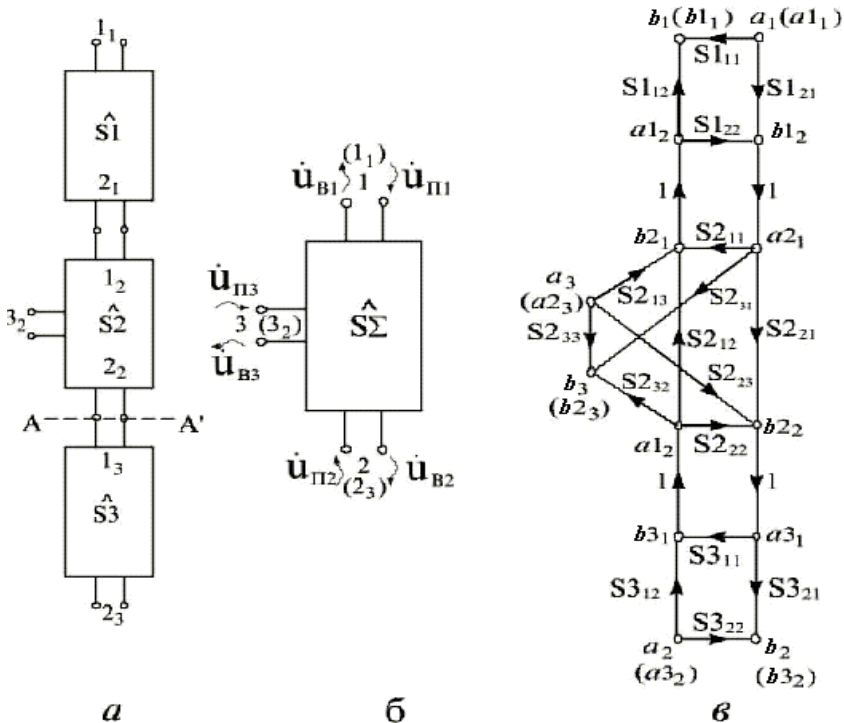 1₁
Ŝ1
2₁
1₂
3₂
Ŝ2
2₂
A A'
1₃
Ŝ3
2₃
а
(1₁)
u̇В1 1 u̇П1
u̇П3
3 (3₂) ŜΣ
u̇В3
u̇П2 2 u̇В2
(2₃)
б
b₁(b1₁) a₁(a1₁)
S1₁₁
S1₁₂ S1₂₁
a1₂ S1₂₂ b1₂
1 1
b2₁ S2₁₁ a2₁
a₃
(a2₃) S2₁₃ S2₃₁
S2₃₃ S2₁₂ S2₂₁
b₃ S2₃₂ S2₂₃
(b2₃)
a1₂ S2₂₂ b2₂
1 1
b3₁ S3₁₁ a3₁
S3₁₂ S3₂₁
S3₂₂
a₂ b₂
(a3₂) (b3₂)
в